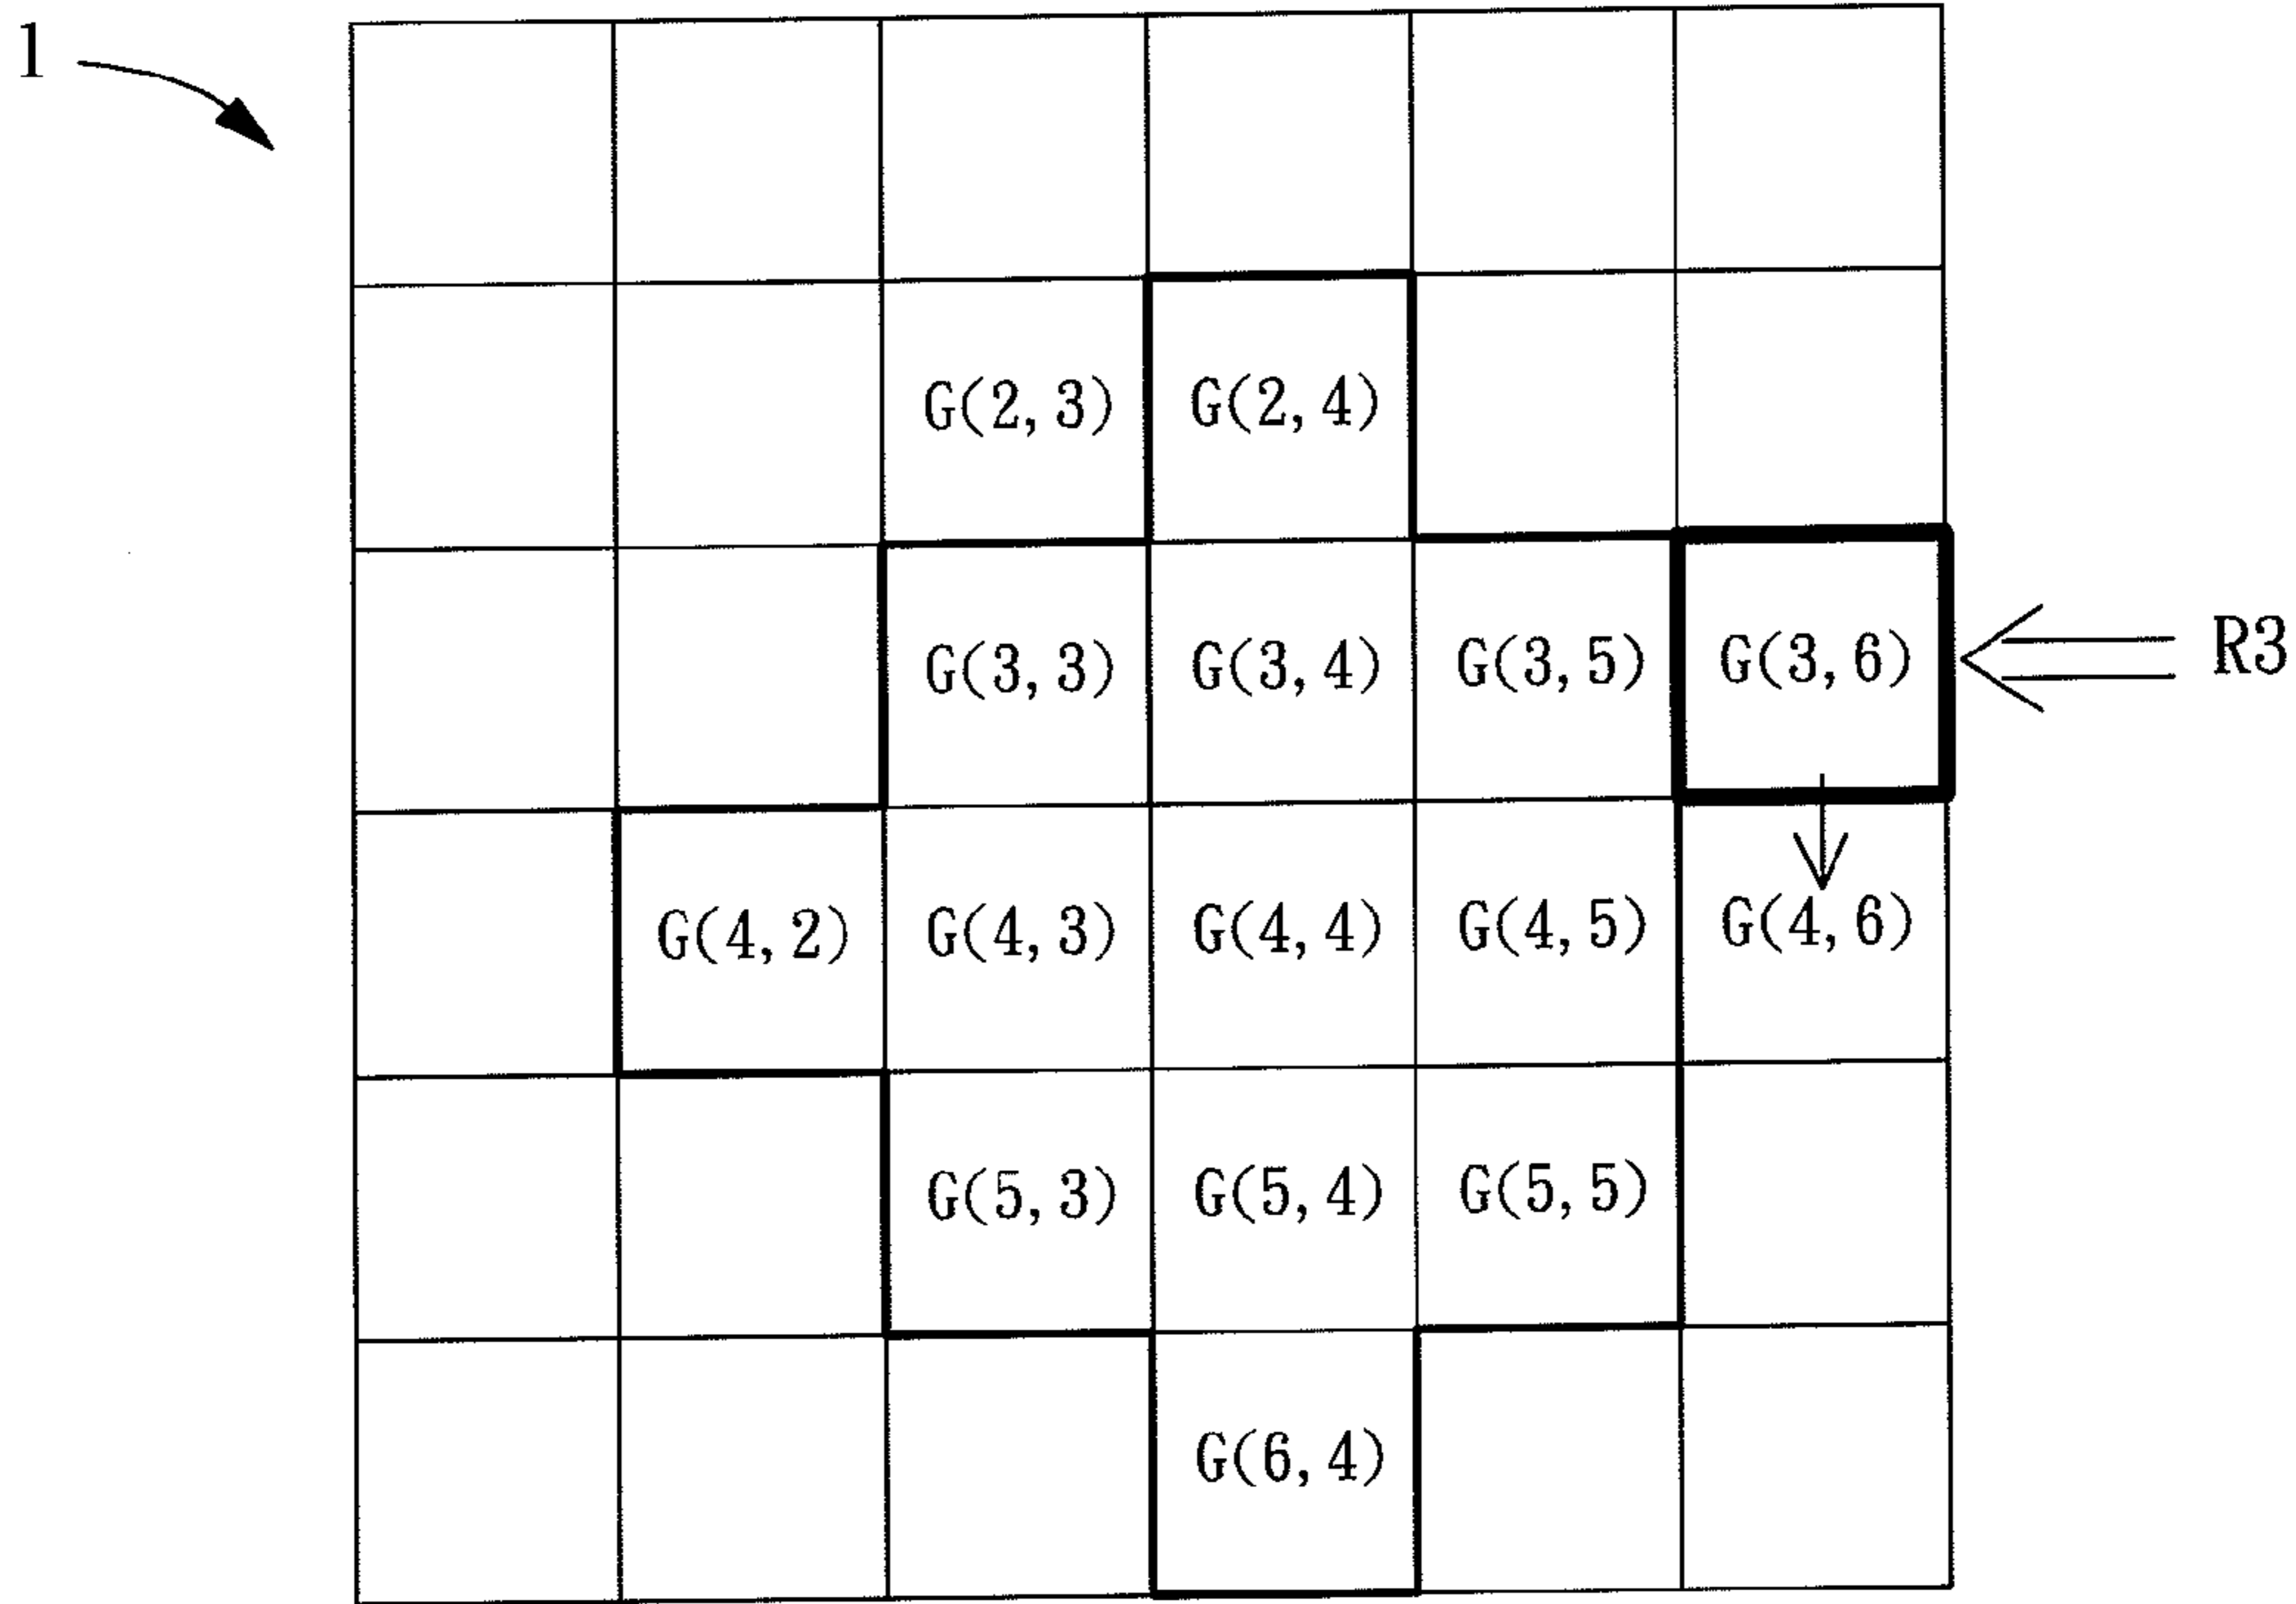 1
G(2,3) G(2,4)
G(3,3) G(3,4) G(3,5) G(3,6) R3
G(4,2) G(4,3) G(4,4) G(4,5) G(4,6)
G(5,3) G(5,4) G(5,5)
G(6,4)